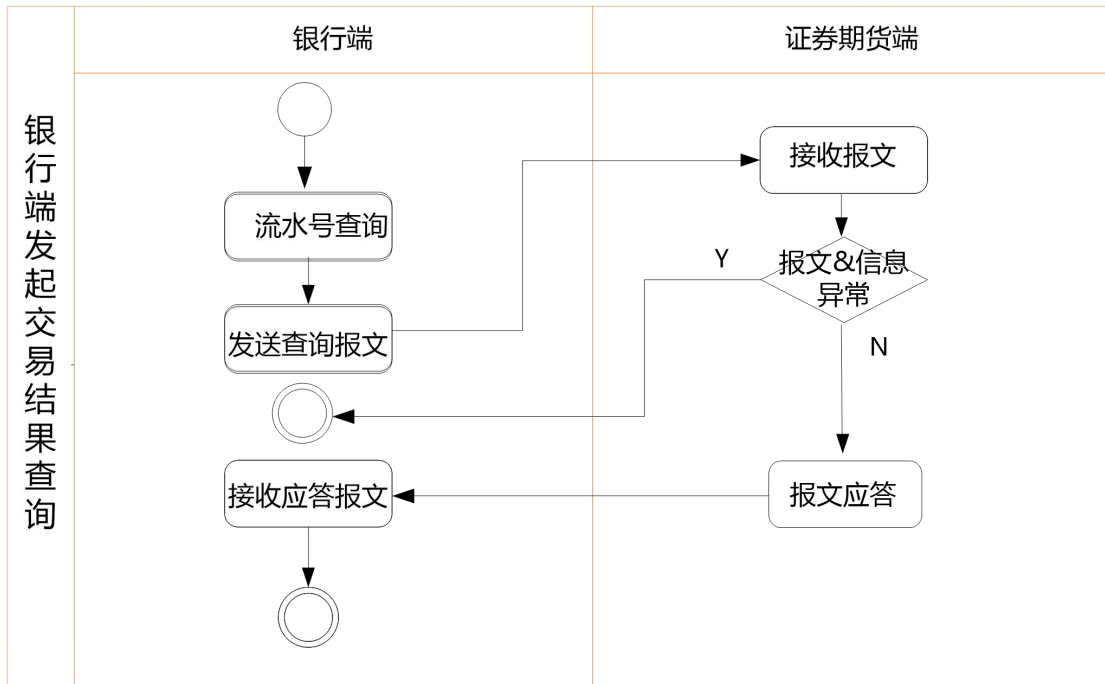 银行端
证券期货端
银行端发起交易结果查询
接收报文
流水号查询
Y
报文&信息
异常
发送查询报文
N
接收应答报文
报文应答